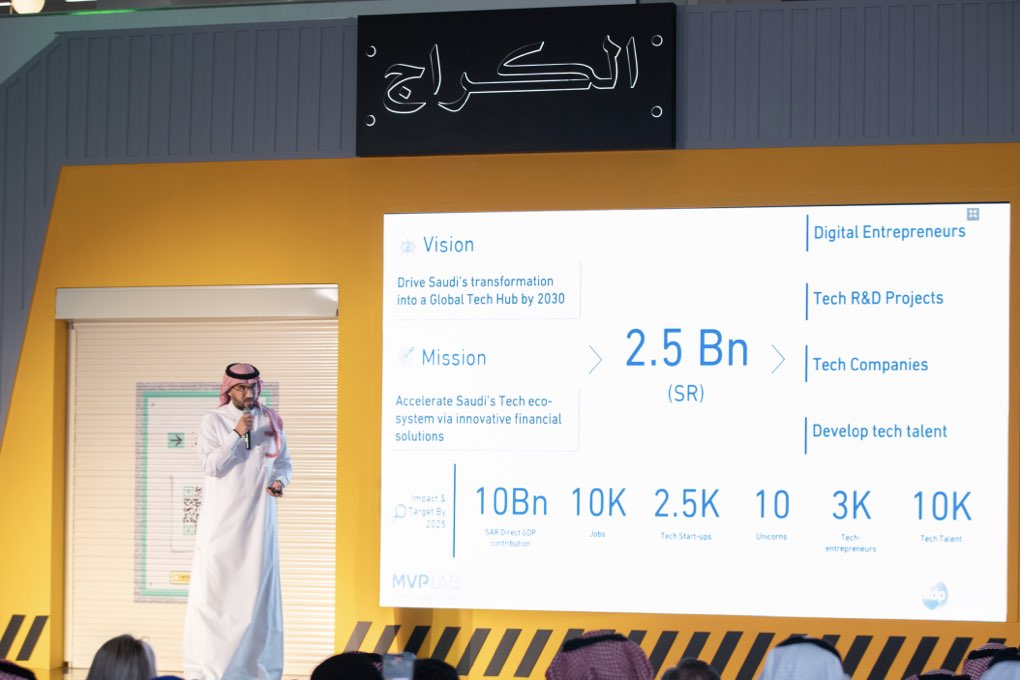 الكراج
Vision
Drive Saudi's transformation
into a Global Tech Hub by 2030
Mission
Accelerate Saudi's Tech eco-
system via innovative financial
solutions
2.5 Bn
(SR)
Digital Entrepreneurs
Tech R&D Projects
Tech Companies
Develop tech talent
Impact &
Target By
2025
10Bn
SAR Direct GDP
contribution
10K
Jobs
2.5K
Tech Start-ups
10
Unicorns
3K
Tech-
entrepreneurs
10K
Tech Talent
MVPLAB